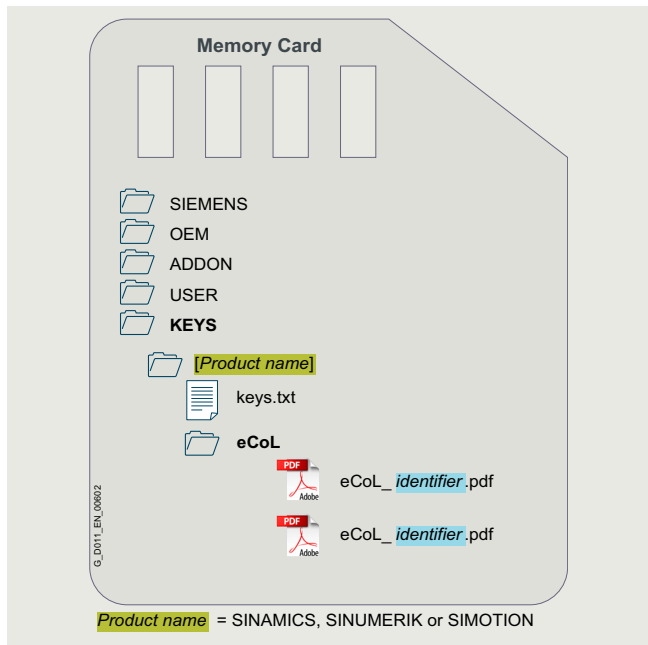 Memory Card
SIEMENS
OEM
ADDON
USER
KEYS
[Product name]
keys.txt
eCoL
PDF
Adobe
eCoL_ identifier.pdf
PDF
Adobe
eCoL_ identifier.pdf
G_D011_EN_00602
Product name = SINAMICS, SINUMERIK or SIMOTION